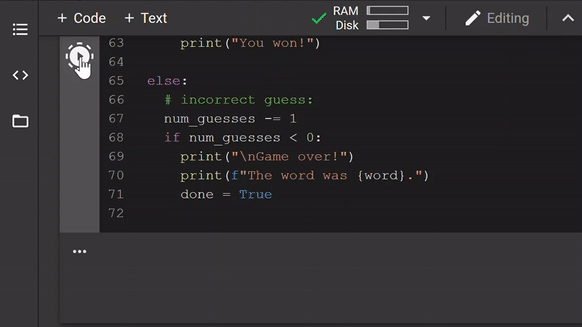 + Code + Text RAM Disk Editing
63 print("You won!")
64
65 else:
66 # incorrect guess:
67 num_guesses -= 1
68 if num_guesses < 0:
69 print("\nGame over!")
70 print(f"The word was {word}.")
71 done = True
72